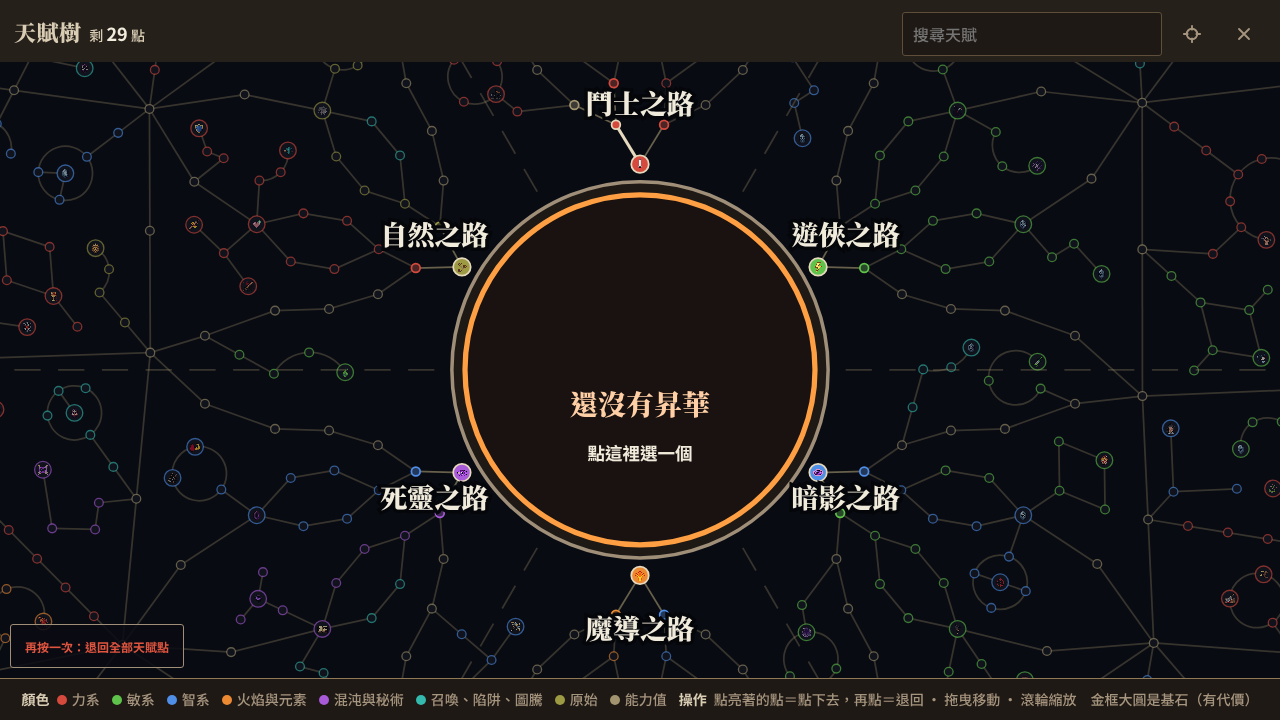 天賦樹 剩 29 點
搜尋天賦
鬥士之路
自然之路
遊俠之路
還沒有昇華
點這裡選一個
死靈之路
暗影之路
魔導之路
再按一次：退回全部天賦點
顏色 力系 敏系 智系 火焰與元素 混沌與秘術 召喚、陷阱、圖騰 原始 能力值 操作 點亮著的點＝點下去，再點＝退回 · 拖曳移動 · 滾輪縮放 金框大圓是基石（有代價）